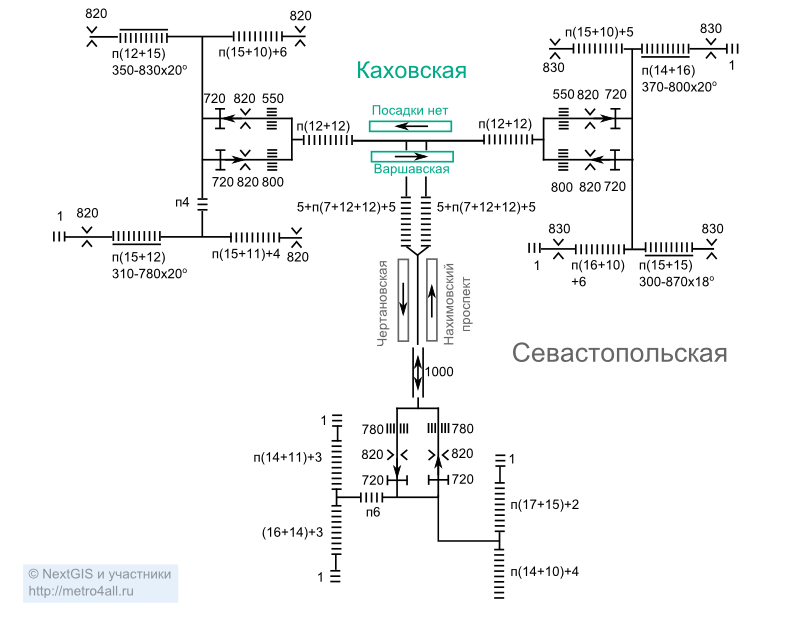 820
820
п(12+15)
350-830x20°
п(15+10)+6
п(15+10)+5
830
830
п(14+16)
370-800x20°
1
Каховская
720
820
550
Посадки нет
п(12+12)
п(12+12)
550
820
720
Варшавская
720
820
800
800
820
720
п4
5+п(7+12+12)+5
5+п(7+12+12)+5
1
820
п(15+12)
310-780x20°
п(15+11)+4
820
830
1
п(16+10)
+6
п(15+15)
300-870x18°
830
Чертановская
Нахимовский
проспект
Севастопольская
1000
1
780
780
п(14+11)+3
820
820
720
720
1
п6
п(17+15)+2
(16+14)+3
1
п(14+10)+4
© NextGIS и участники
http://metro4all.ru